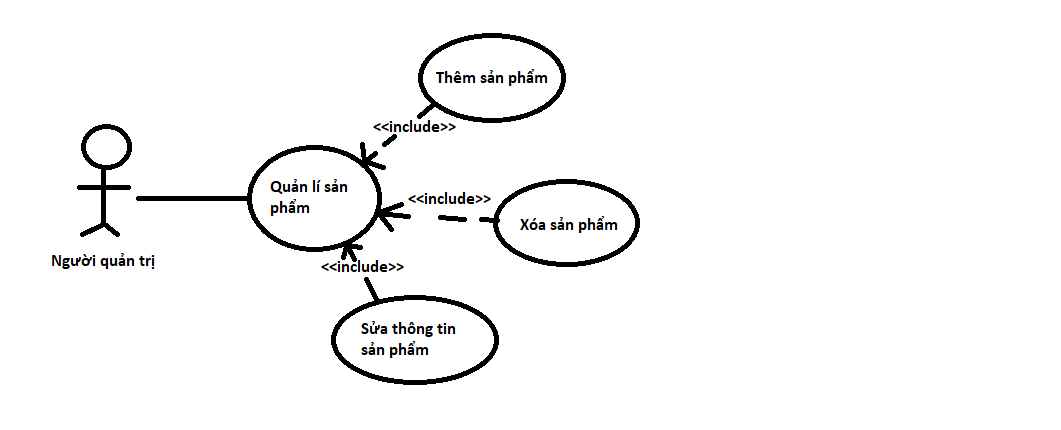 Thêm sản phẩm
<<include>>
Quản lí sản
phẩm
<<include>>
Xóa sản phẩm
Người quản trị
<<include>>
Sửa thông tin
sản phẩm